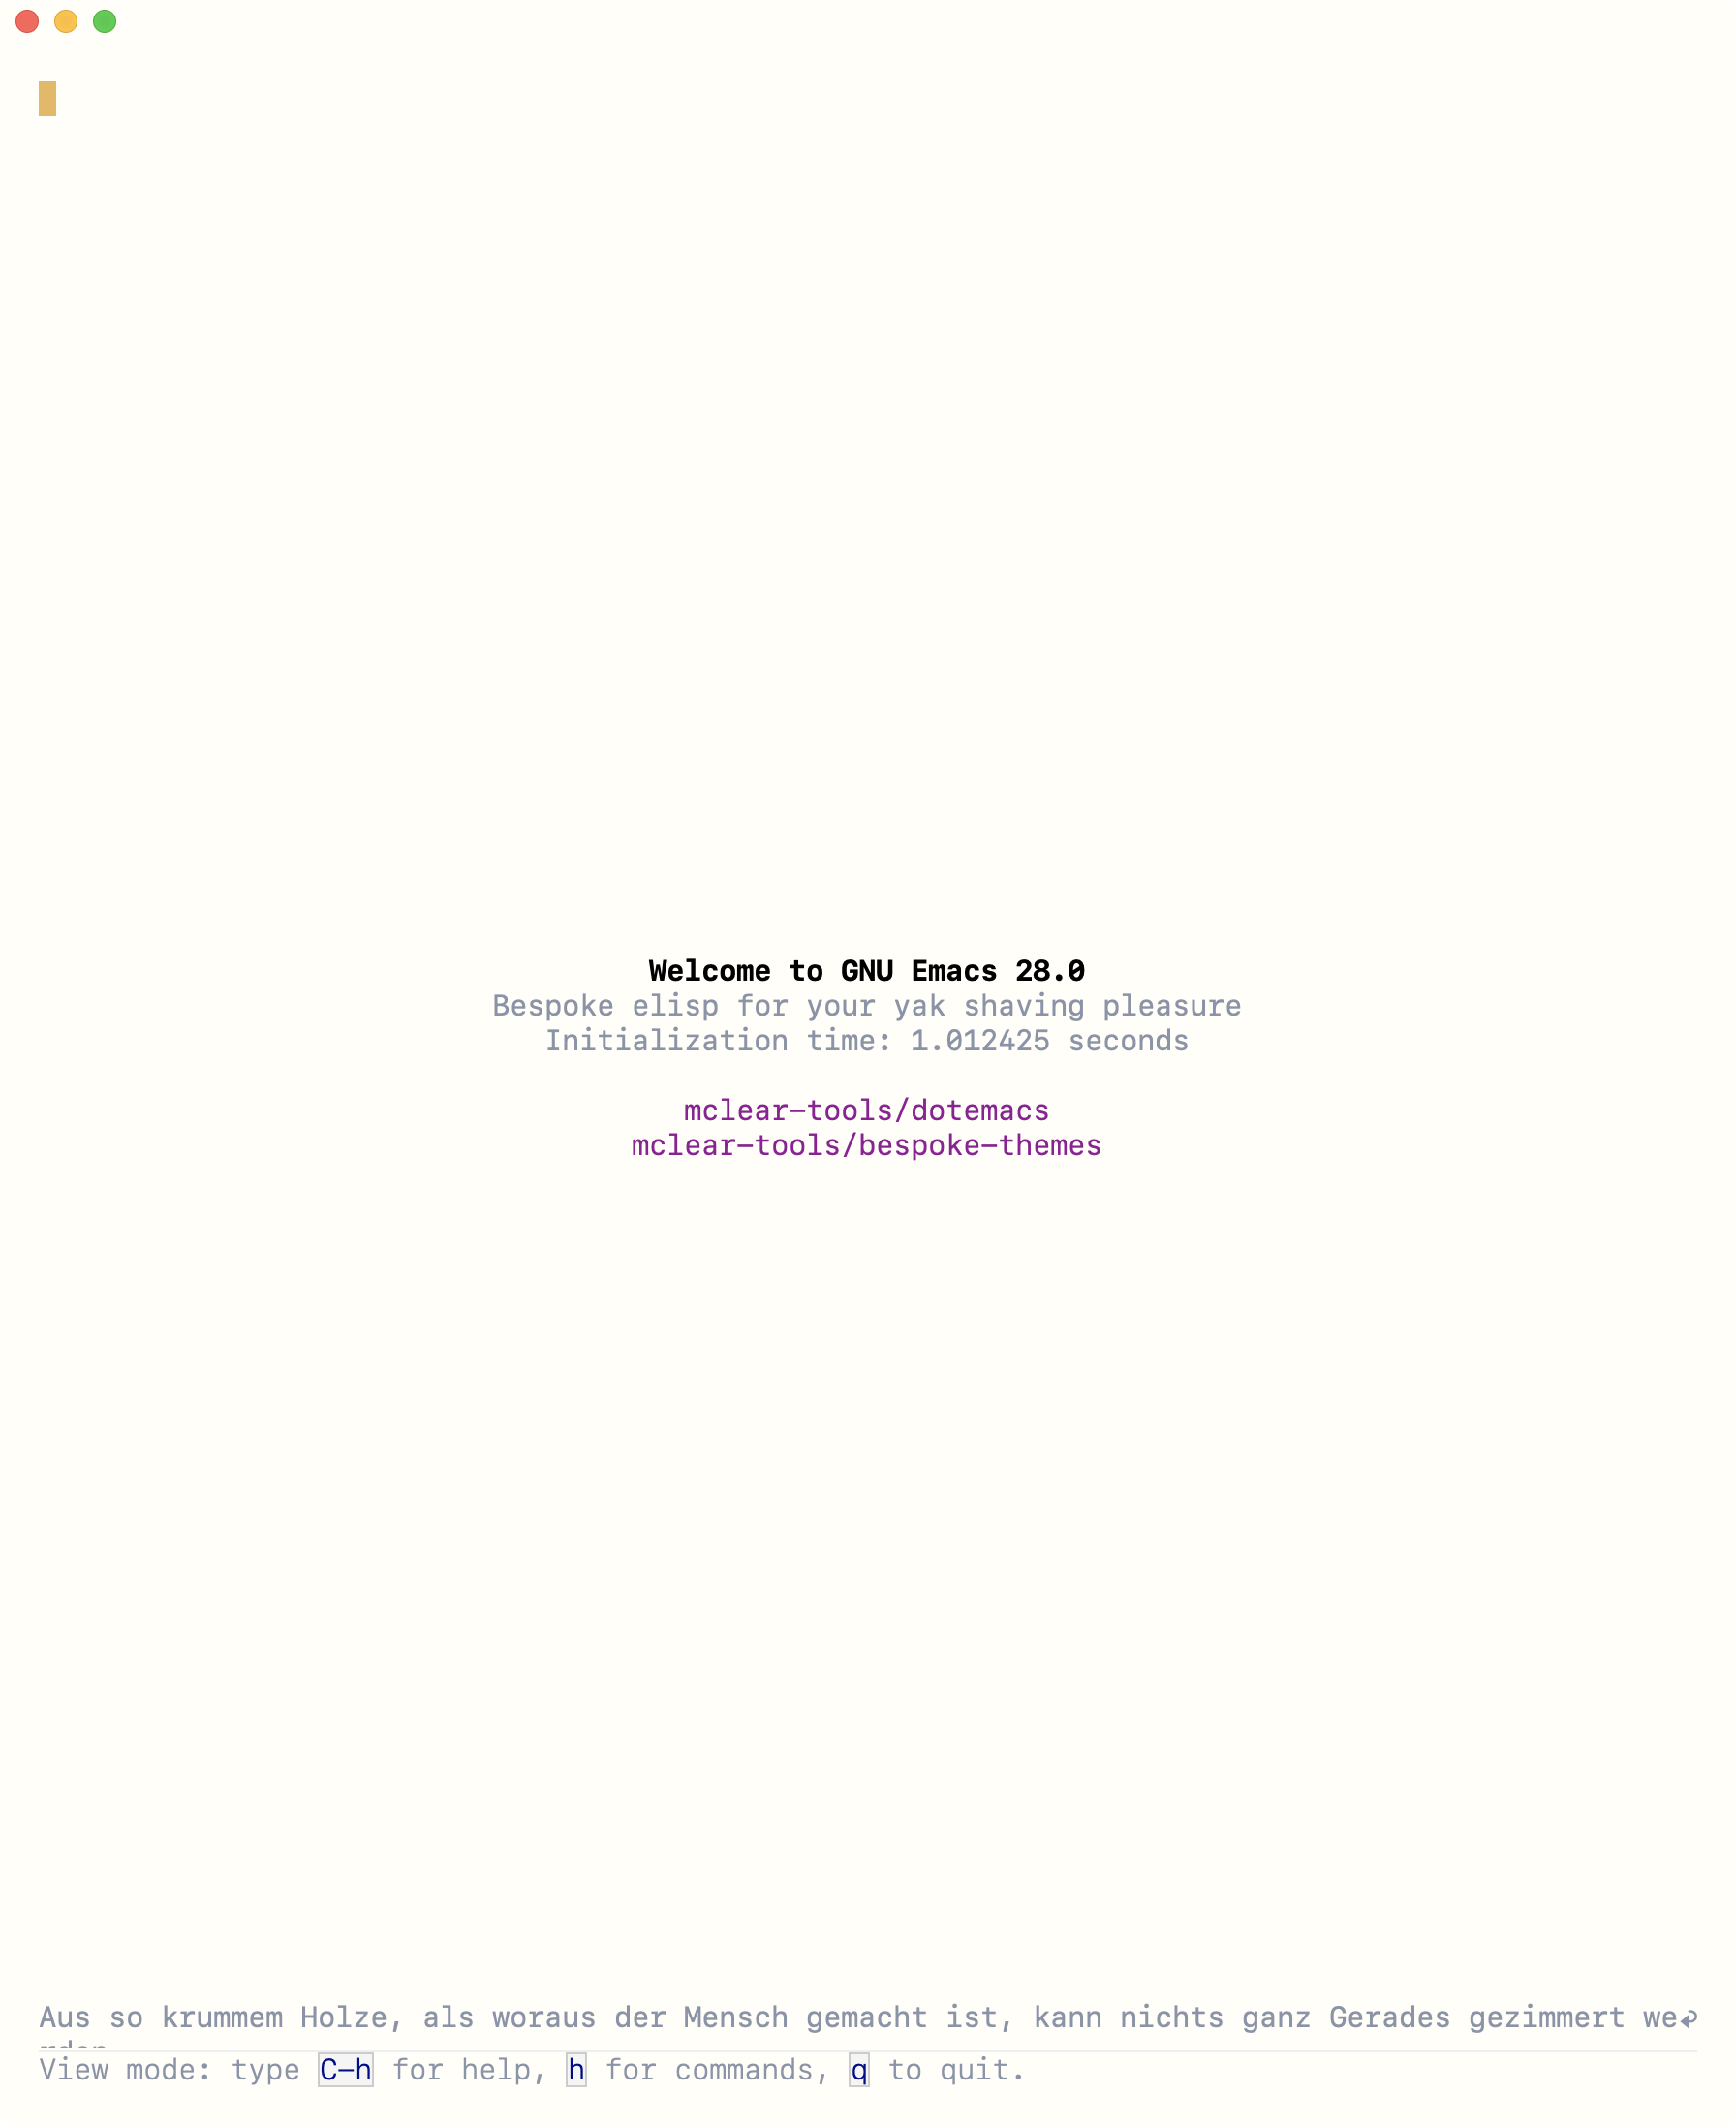 Welcome to GNU Emacs 28.0
Bespoke elisp for your yak shaving pleasure
Initialization time: 1.012425 seconds
mclear-tools/dotemacs
mclear-tools/bespoke-themes
Aus so krummem Holze, als woraus der Mensch gemacht ist, kann nichts ganz Gerades gezimmert we
rden
View mode: type C-h for help, h for commands, q to quit.